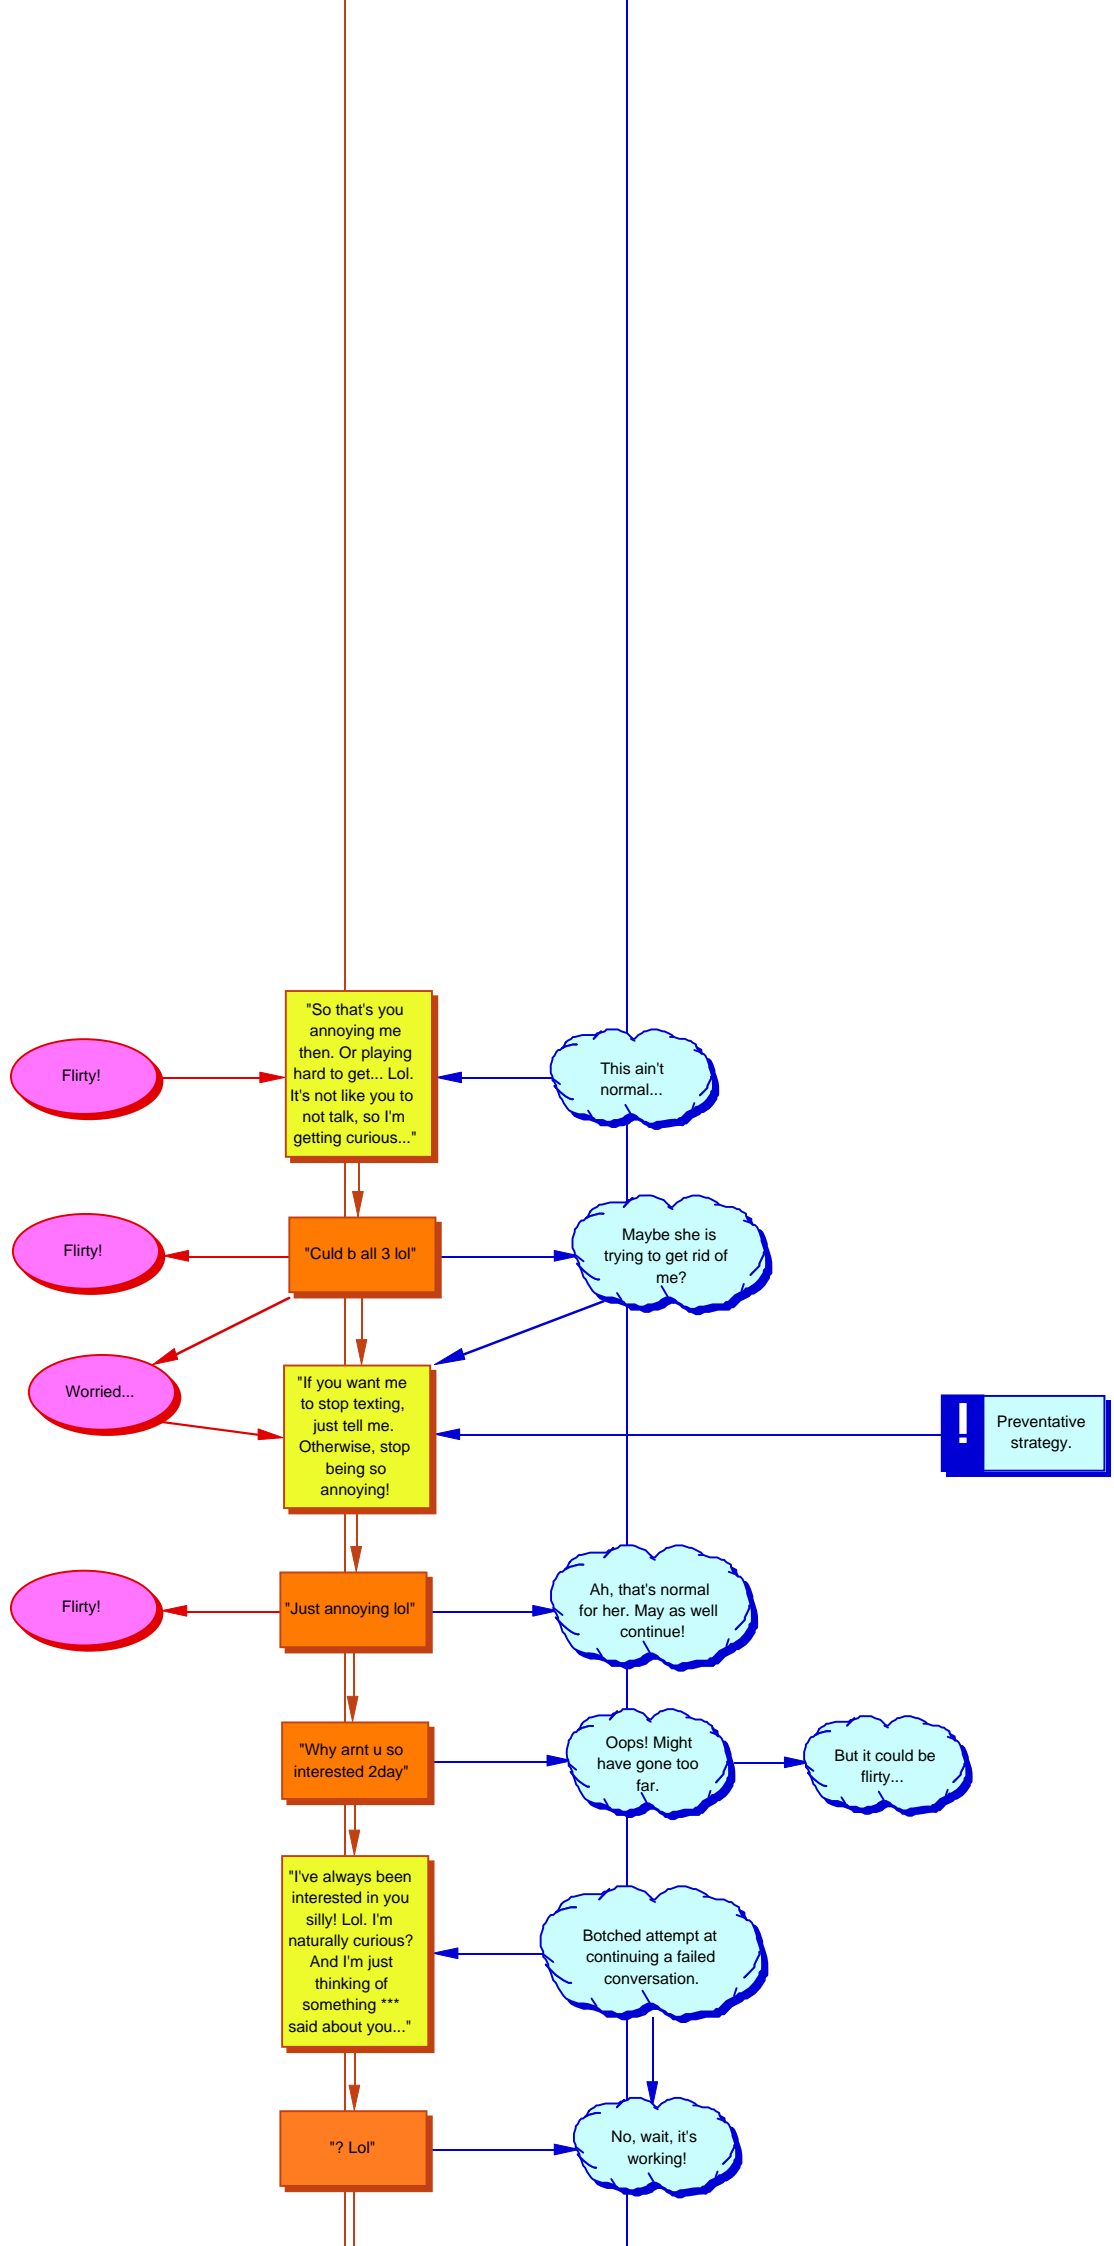 "So that's you
annoying me
then. Or playing
hard to get... Lol.
It's not like you to
not talk, so I'm
getting curious..."
Flirty!
This ain't
normal...
Flirty!
"Culd b all 3 lol"
Maybe she is
trying to get rid of
me?
Worried...
"If you want me
to stop texting,
just tell me.
Otherwise, stop
being so
annoying!
!
Preventative
strategy.
Flirty!
"Just annoying lol"
Ah, that's normal
for her. May as well
continue!
"Why arnt u so
interested 2day"
Oops! Might
have gone too
far.
But it could be
flirty...
"I've always been
interested in you
silly! Lol. I'm
naturally curious?
And I'm just
thinking of
something ***
said about you..."
Botched attempt at
continuing a failed
conversation.
"? Lol"
No, wait, it's
working!